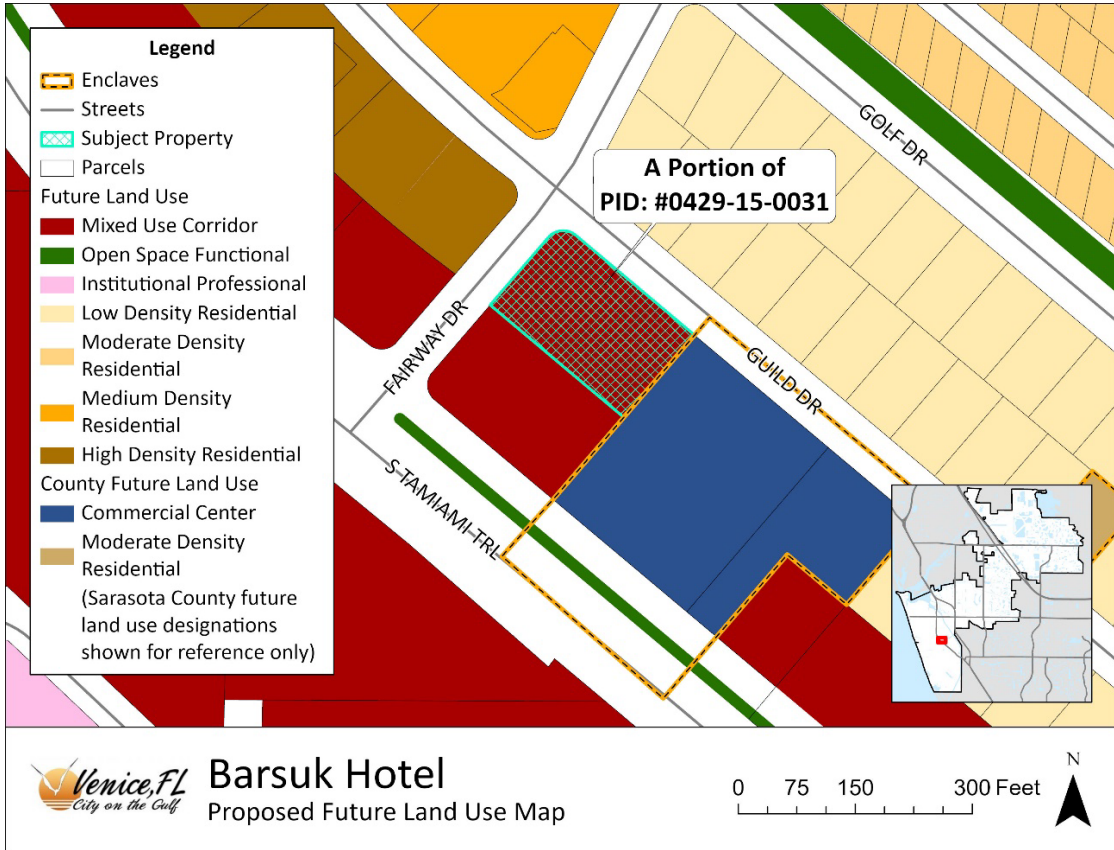 Legend
Enclaves
Streets
Subject Property
Parcels
Future Land Use
Mixed Use Corridor
Open Space Functional
Institutional Professional
Low Density Residential
Moderate Density
Residential
Medium Density
Residential
High Density Residential
County Future Land Use
Commercial Center
Moderate Density
Residential
(Sarasota County future
land use designations
shown for reference only)
A Portion of
PID: #0429-15-0031
GOLF DR
FAIRWAY DR
GUILD DR
S TAMIAMI TRL
Venice, FL
City on the Gulf
Barsuk Hotel
Proposed Future Land Use Map
0 75 150 300 Feet
N